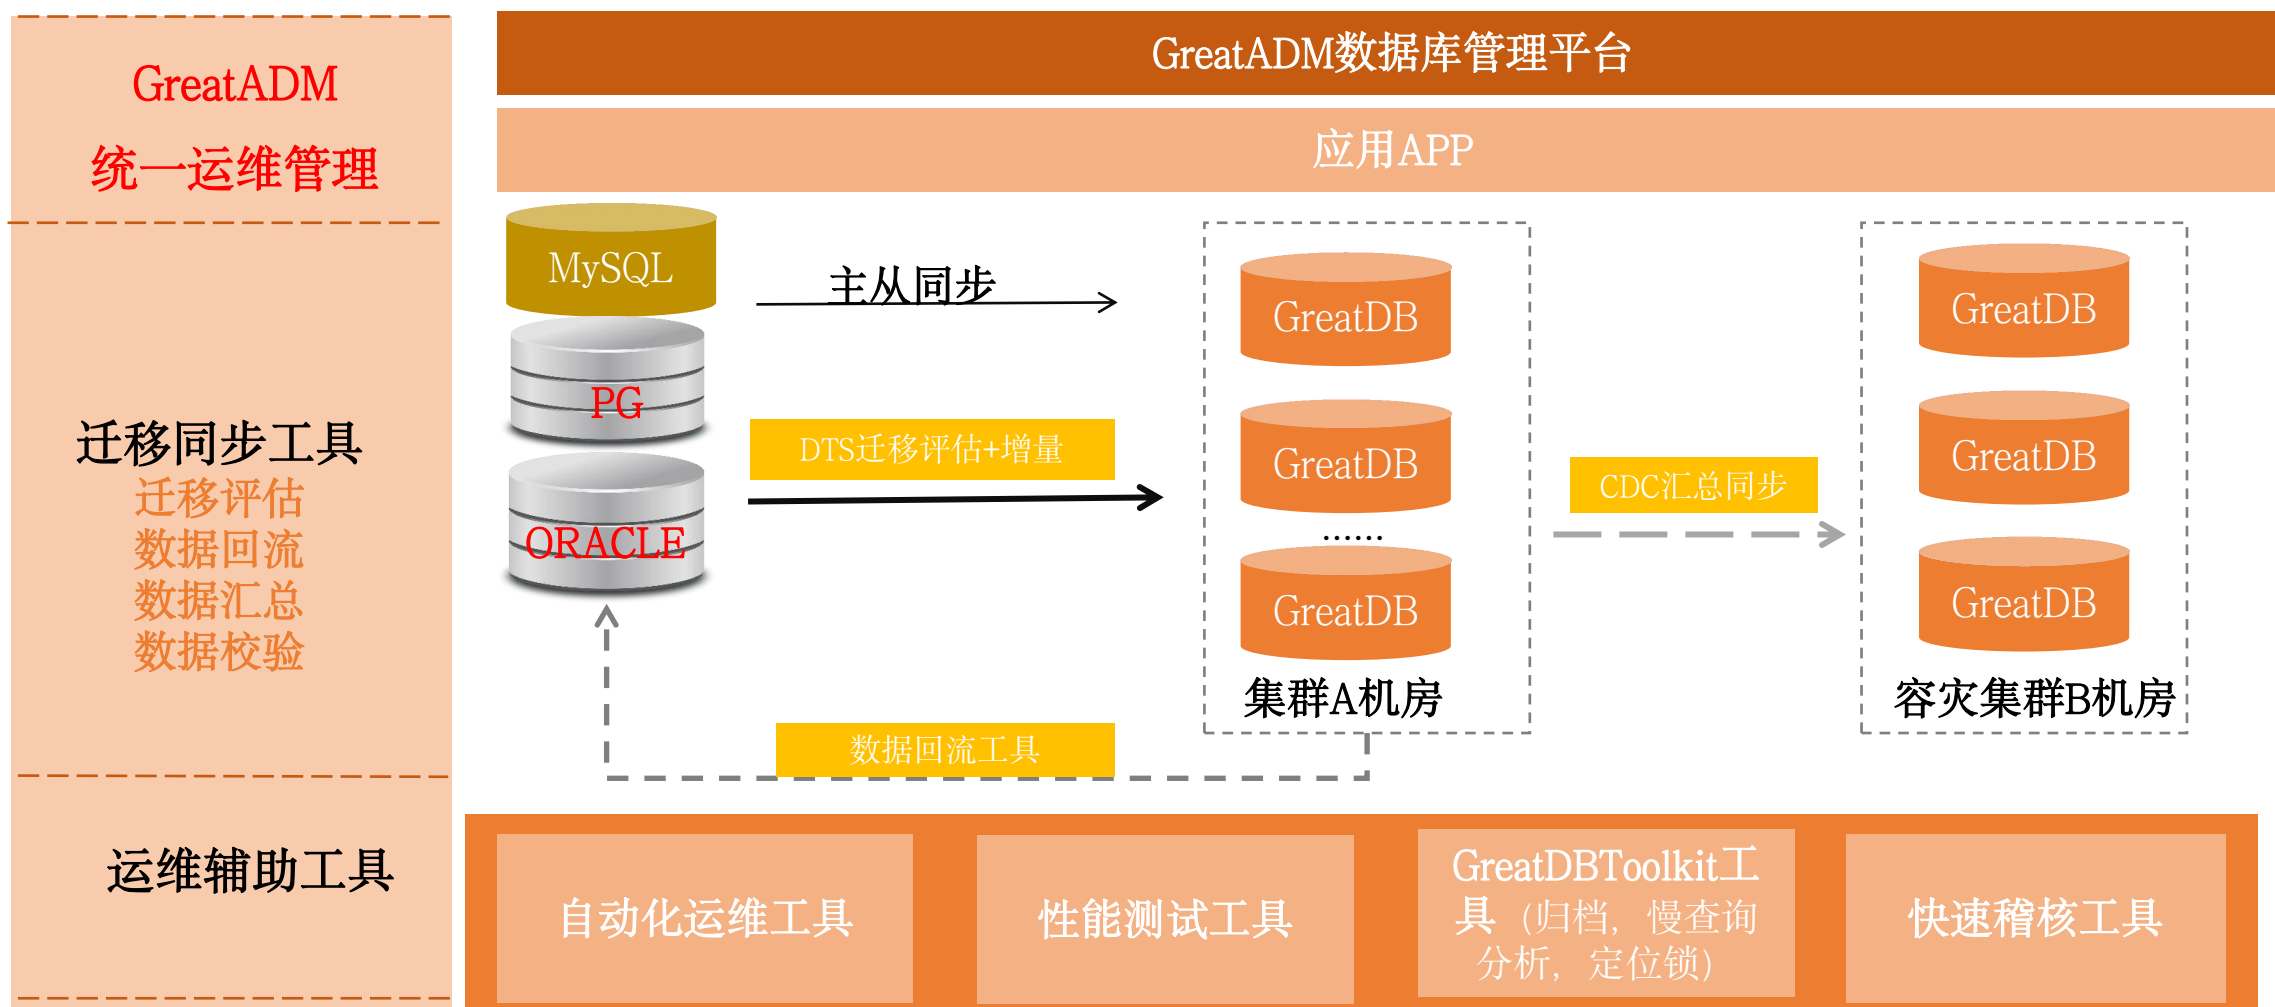 GreatADM
统一运维管理
迁移同步工具
迁移评估
数据回流
数据汇总
数据校验
运维辅助工具
GreatADM数据库管理平台
应用APP
MySQL
PG
ORACLE
主从同步
DTS迁移评估+增量
数据回流工具
GreatDB
GreatDB
......
GreatDB
集群A机房
CDC汇总同步
GreatDB
GreatDB
GreatDB
容灾集群B机房
自动化运维工具
性能测试工具
GreatDBToolkit工
具（归档，慢查询
分析，定位锁）
快速稽核工具